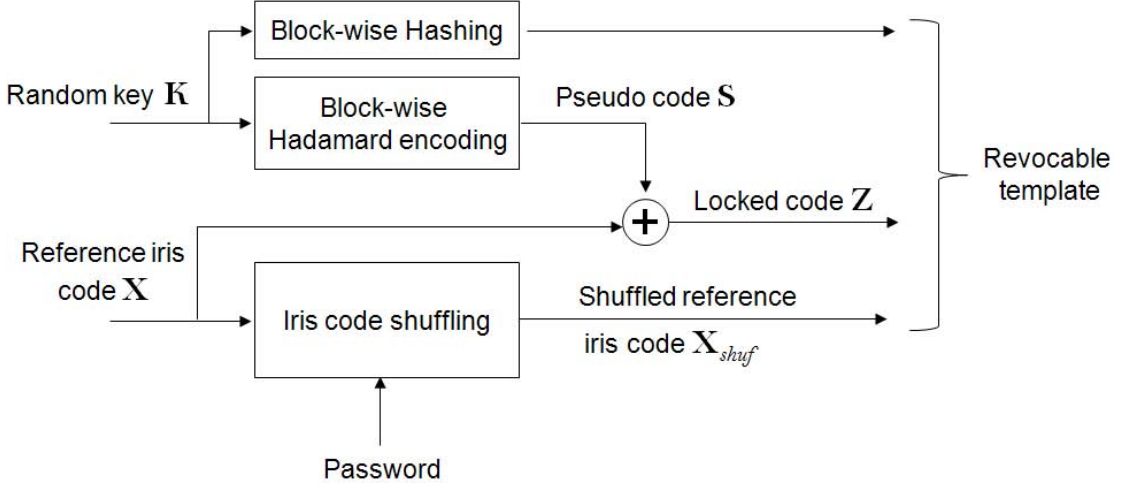 Block-wise Hashing
Random key K
Block-wise
Hadamard encoding
Pseudo code S
Revocable
template
+
Locked code Z
Reference iris
code X
Iris code shuffling
Shuffled reference
iris code X_shuf
Password